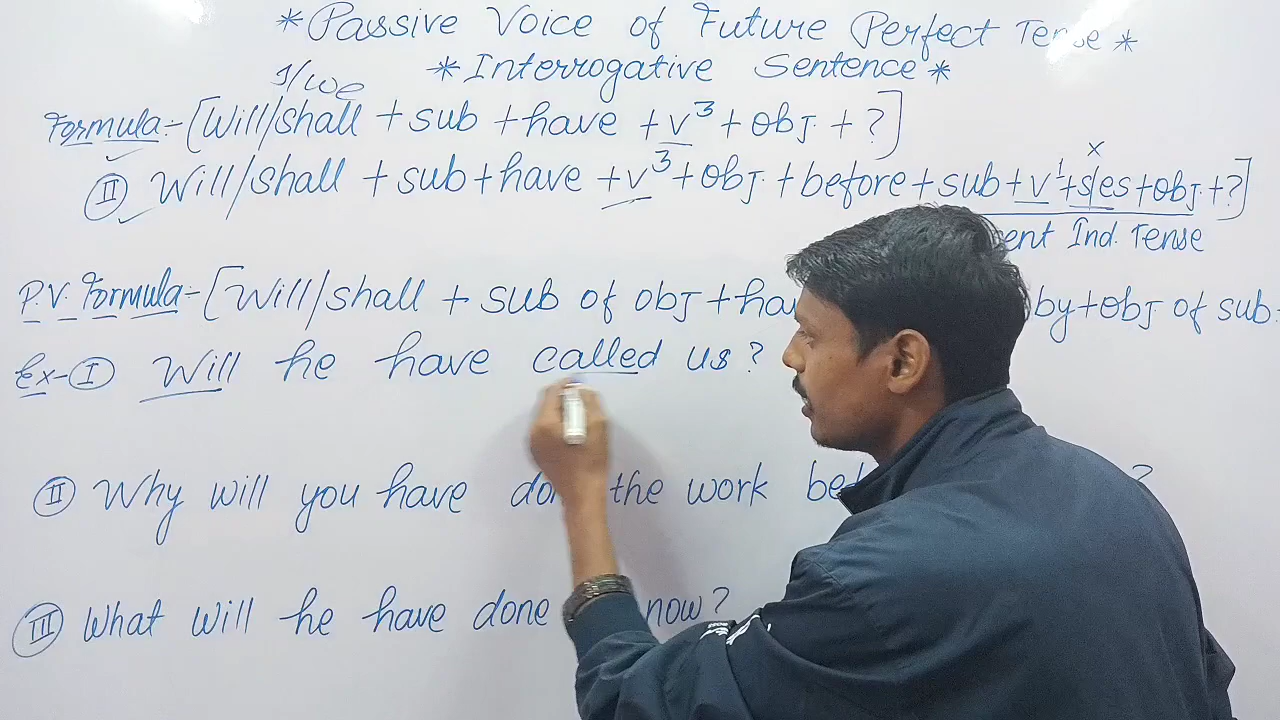 *Passive Voice of Future Perfect Tense*
*Interrogative Sentence*
I/we
Formula:- [Will/shall + sub + have + v³ + obj. + ?]
x
II Will/shall + sub + have + v³ + obj. + before + sub + v¹ + s/es + obj. + ?]
Ind. Tense
P.V. Formula:- [Will/shall + sub of obj + by + obj of sub.
Ex- I Will he have called us?
II Why will you have the work ?
III What will he have done now?